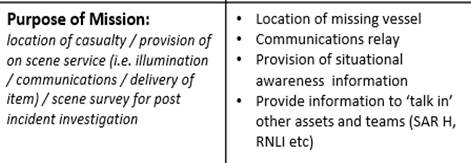 Purpose of Mission:
location of casualty / provision of
on scene service (i.e. illumination
/ communications / delivery of
item) / scene survey for post
incident investigation
• Location of missing vessel
• Communications relay
• Provision of situational
awareness information
• Provide information to ‘talk in’
other assets and teams (SAR H,
RNLI etc)